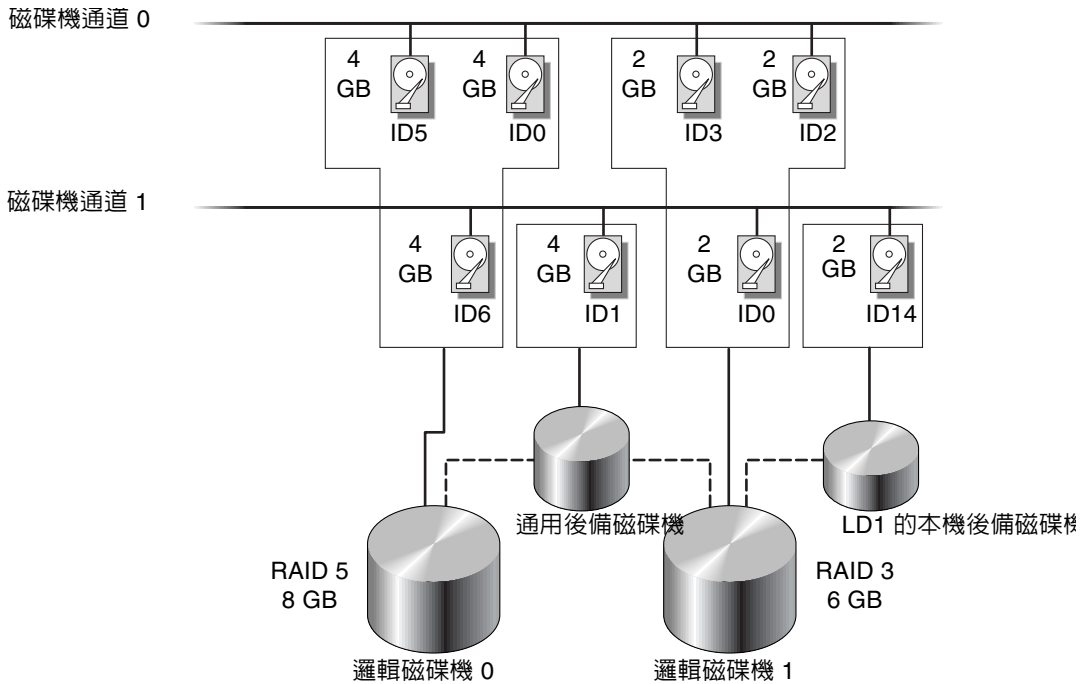 磁碟機通道 0
4
GB
ID5
4
GB
ID0
2
GB
ID3
2
GB
ID2
磁碟機通道 1
4
GB
ID6
4
GB
ID1
2
GB
ID0
2
GB
ID14
通用後備磁碟機
LD1 的本機後備磁碟機
RAID 5
8 GB
RAID 3
6 GB
邏輯磁碟機 0
邏輯磁碟機 1